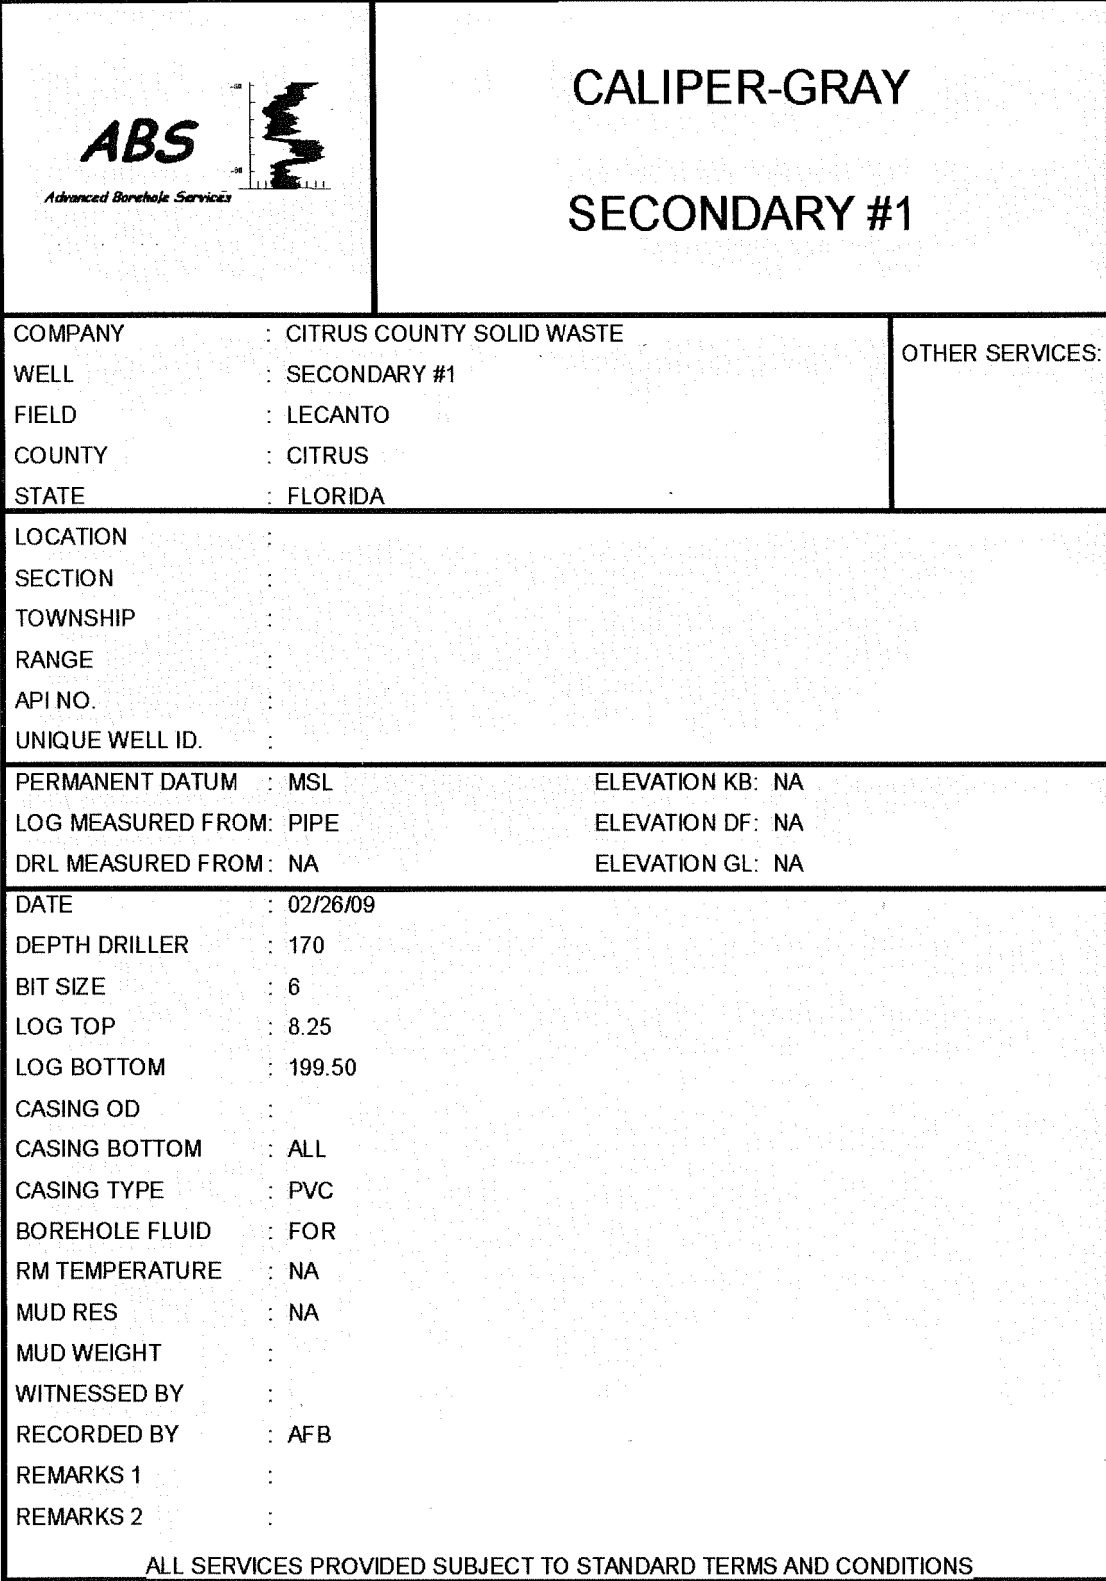 ABS
Advanced Borehole Services
CALIPER-GRAY
SECONDARY #1
COMPANY : CITRUS COUNTY SOLID WASTE
WELL : SECONDARY #1
FIELD : LECANTO
COUNTY : CITRUS
STATE : FLORIDA
OTHER SERVICES:
LOCATION :
SECTION :
TOWNSHIP :
RANGE :
API NO. :
UNIQUE WELL ID. :
PERMANENT DATUM : MSL ELEVATION KB: NA
LOG MEASURED FROM: PIPE ELEVATION DF: NA
DRL MEASURED FROM: NA ELEVATION GL: NA
DATE : 02/26/09
DEPTH DRILLER : 170
BIT SIZE : 6
LOG TOP : 8.25
LOG BOTTOM : 199.50
CASING OD :
CASING BOTTOM : ALL
CASING TYPE : PVC
BOREHOLE FLUID : FOR
RM TEMPERATURE : NA
MUD RES : NA
MUD WEIGHT :
WITNESSED BY :
RECORDED BY : AFB
REMARKS 1 :
REMARKS 2 :
ALL SERVICES PROVIDED SUBJECT TO STANDARD TERMS AND CONDITIONS